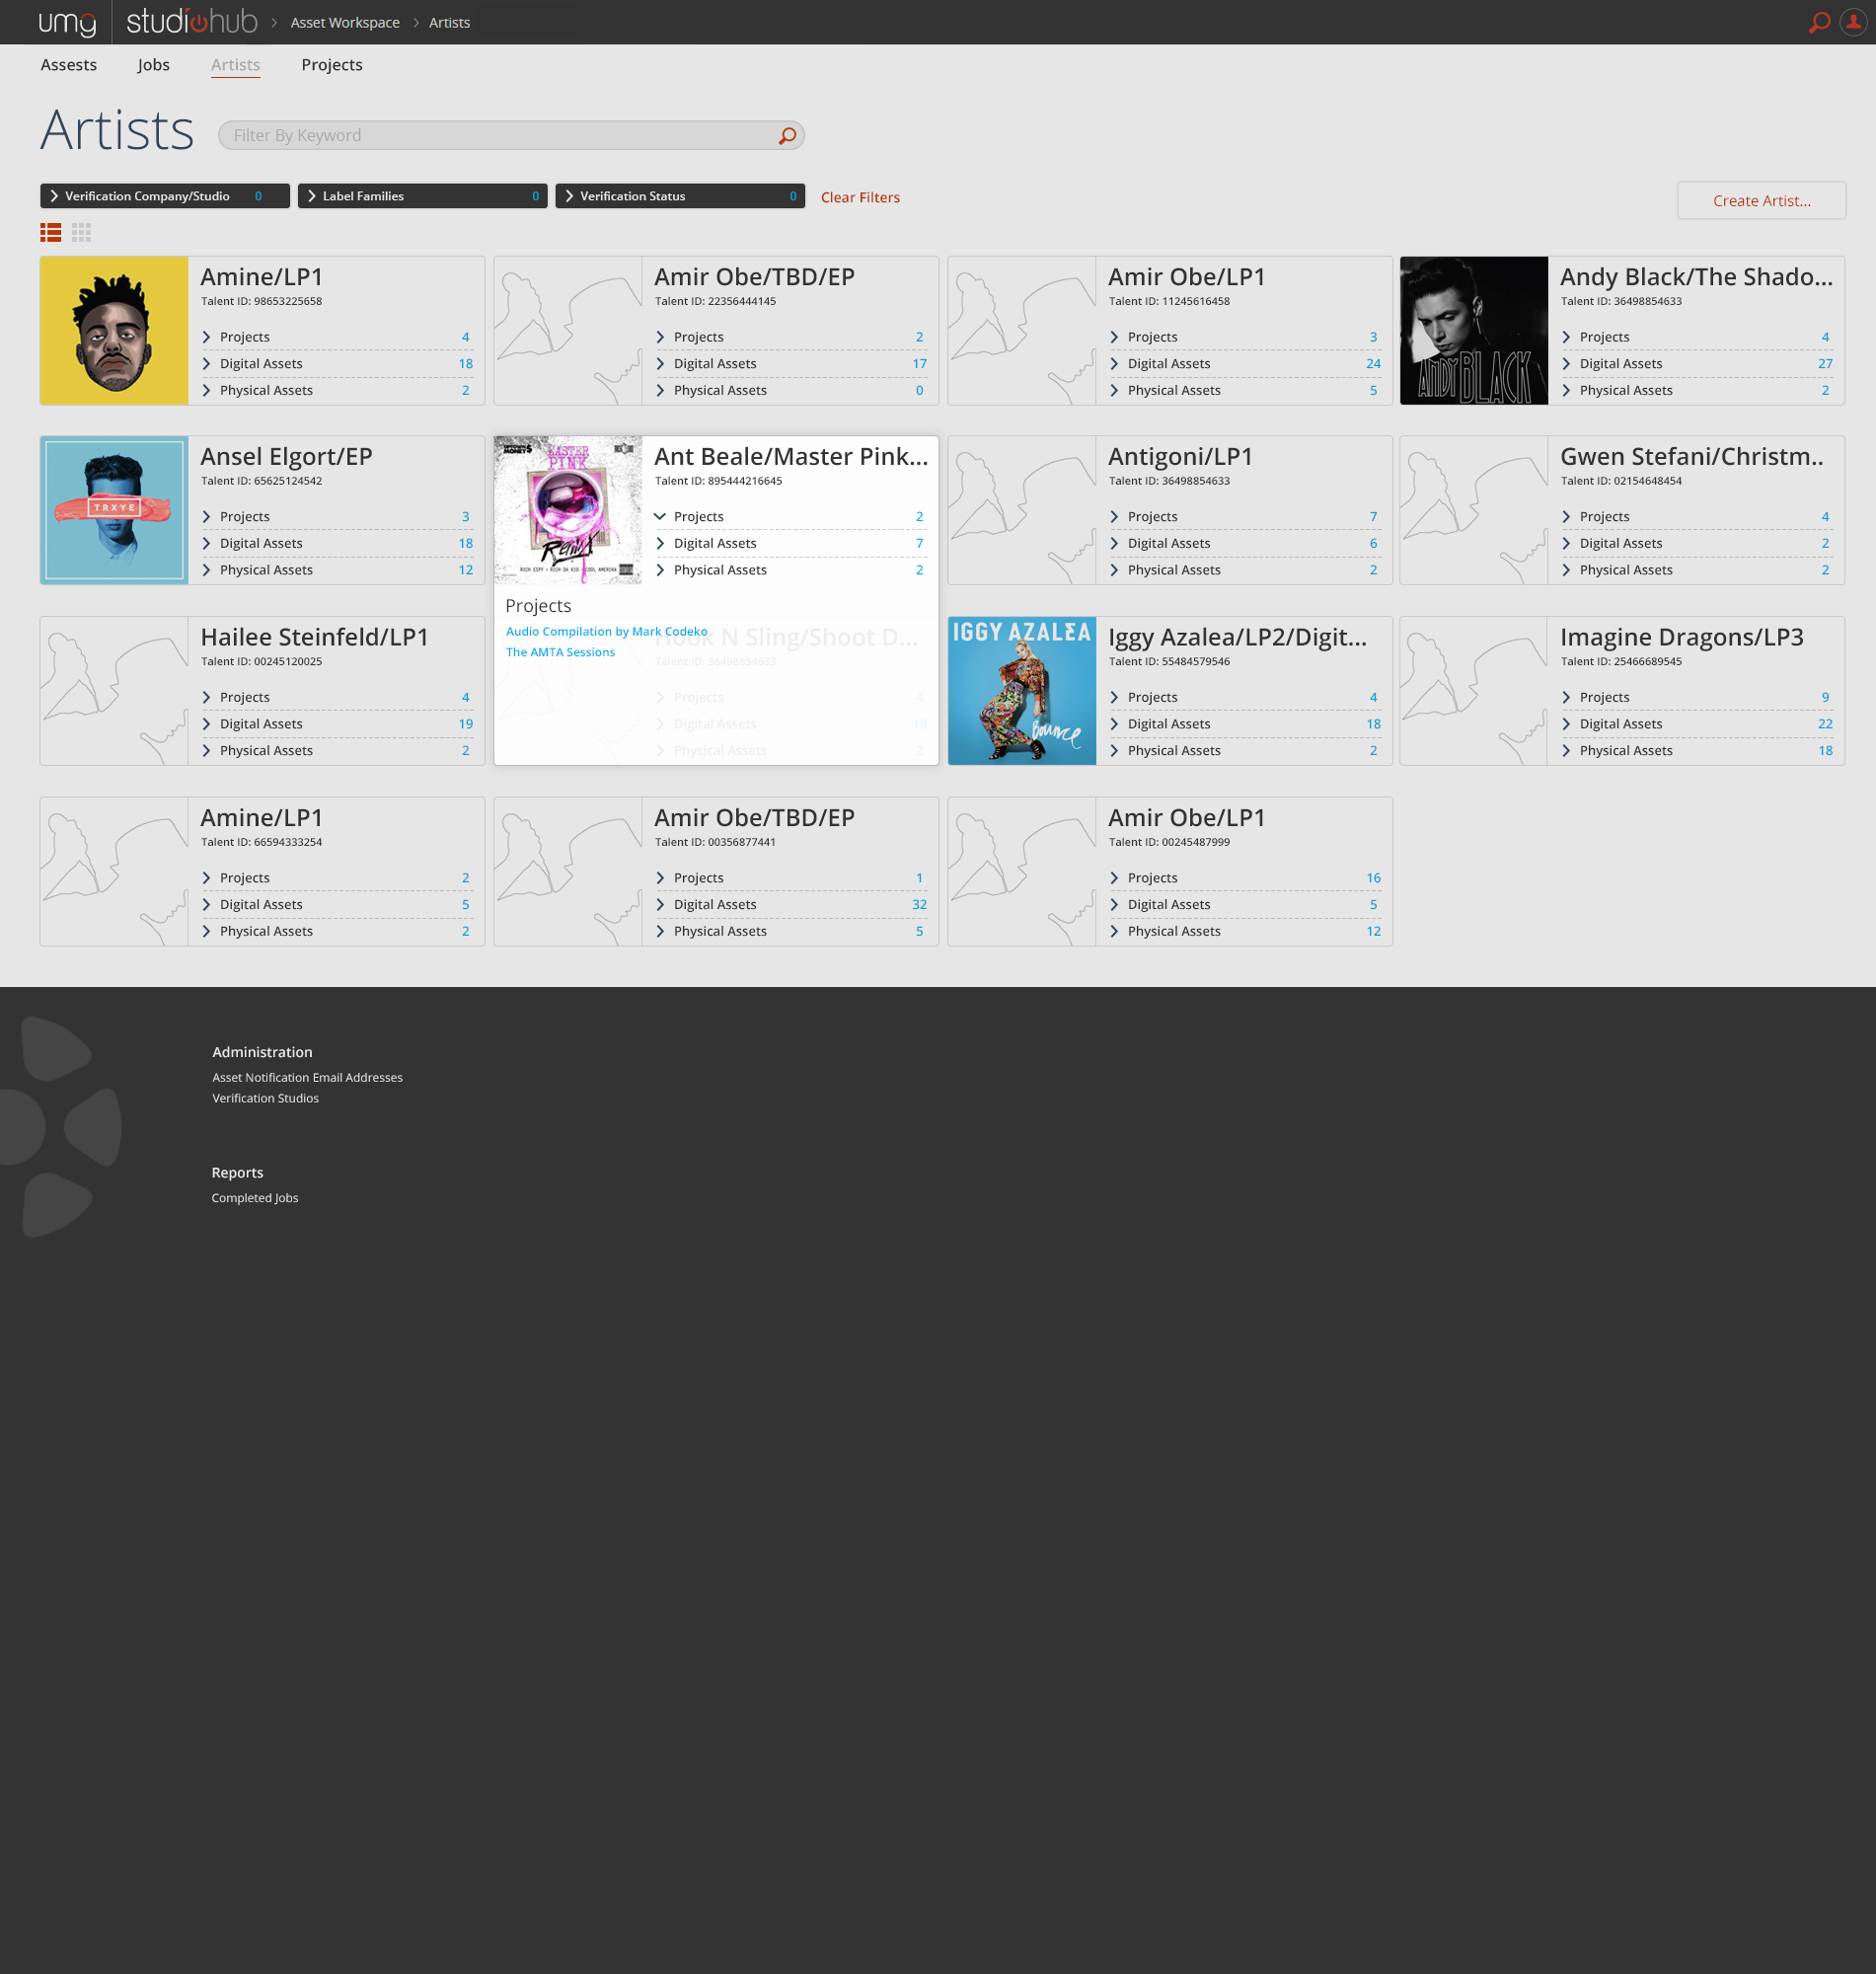 umg studiohub Asset Workspace Artists
Assests Jobs Artists Projects
Artists
Filter By Keyword
Verification Company/Studio 0
Label Families 0
Verification Status 0
Clear Filters
Create Artist...
Amine/LP1
Talent ID: 98653225658
Projects 4
Digital Assets 18
Physical Assets 2
Amir Obe/TBD/EP
Talent ID: 22356444145
Projects 2
Digital Assets 17
Physical Assets 0
Amir Obe/LP1
Talent ID: 11245616458
Projects 3
Digital Assets 24
Physical Assets 5
ANDY BLACK
Andy Black/The Shado...
Talent ID: 36498854633
Projects 4
Digital Assets 27
Physical Assets 2
TRXYE
Ansel Elgort/EP
Talent ID: 65625124542
Projects 3
Digital Assets 18
Physical Assets 12
MASTER
PINK
Remix
RICH ESPY • RICH DA KID • COOL AMERIKA
Ant Beale/Master Pink...
Talent ID: 895444216645
Projects 2
Digital Assets 7
Physical Assets 2
Projects
Audio Compilation by Mark Codeko
The AMTA Sessions
Antigoni/LP1
Talent ID: 36498854633
Projects 7
Digital Assets 6
Physical Assets 2
Gwen Stefani/Christm..
Talent ID: 02154648454
Projects 4
Digital Assets 2
Physical Assets 2
Hailee Steinfeld/LP1
Talent ID: 00245120025
Projects 4
Digital Assets 19
Physical Assets 2
Hook N Sling/Shoot D...
Talent ID: 36498854633
Projects 4
Digital Assets 18
Physical Assets 2
IGGY AZALEA
Bounce
Iggy Azalea/LP2/Digit...
Talent ID: 55484579546
Projects 4
Digital Assets 18
Physical Assets 2
Imagine Dragons/LP3
Talent ID: 25466689545
Projects 9
Digital Assets 22
Physical Assets 18
Amine/LP1
Talent ID: 66594333254
Projects 2
Digital Assets 5
Physical Assets 2
Amir Obe/TBD/EP
Talent ID: 00356877441
Projects 1
Digital Assets 32
Physical Assets 5
Amir Obe/LP1
Talent ID: 00245487999
Projects 16
Digital Assets 5
Physical Assets 12
Administration
Asset Notification Email Addresses
Verification Studios
Reports
Completed Jobs